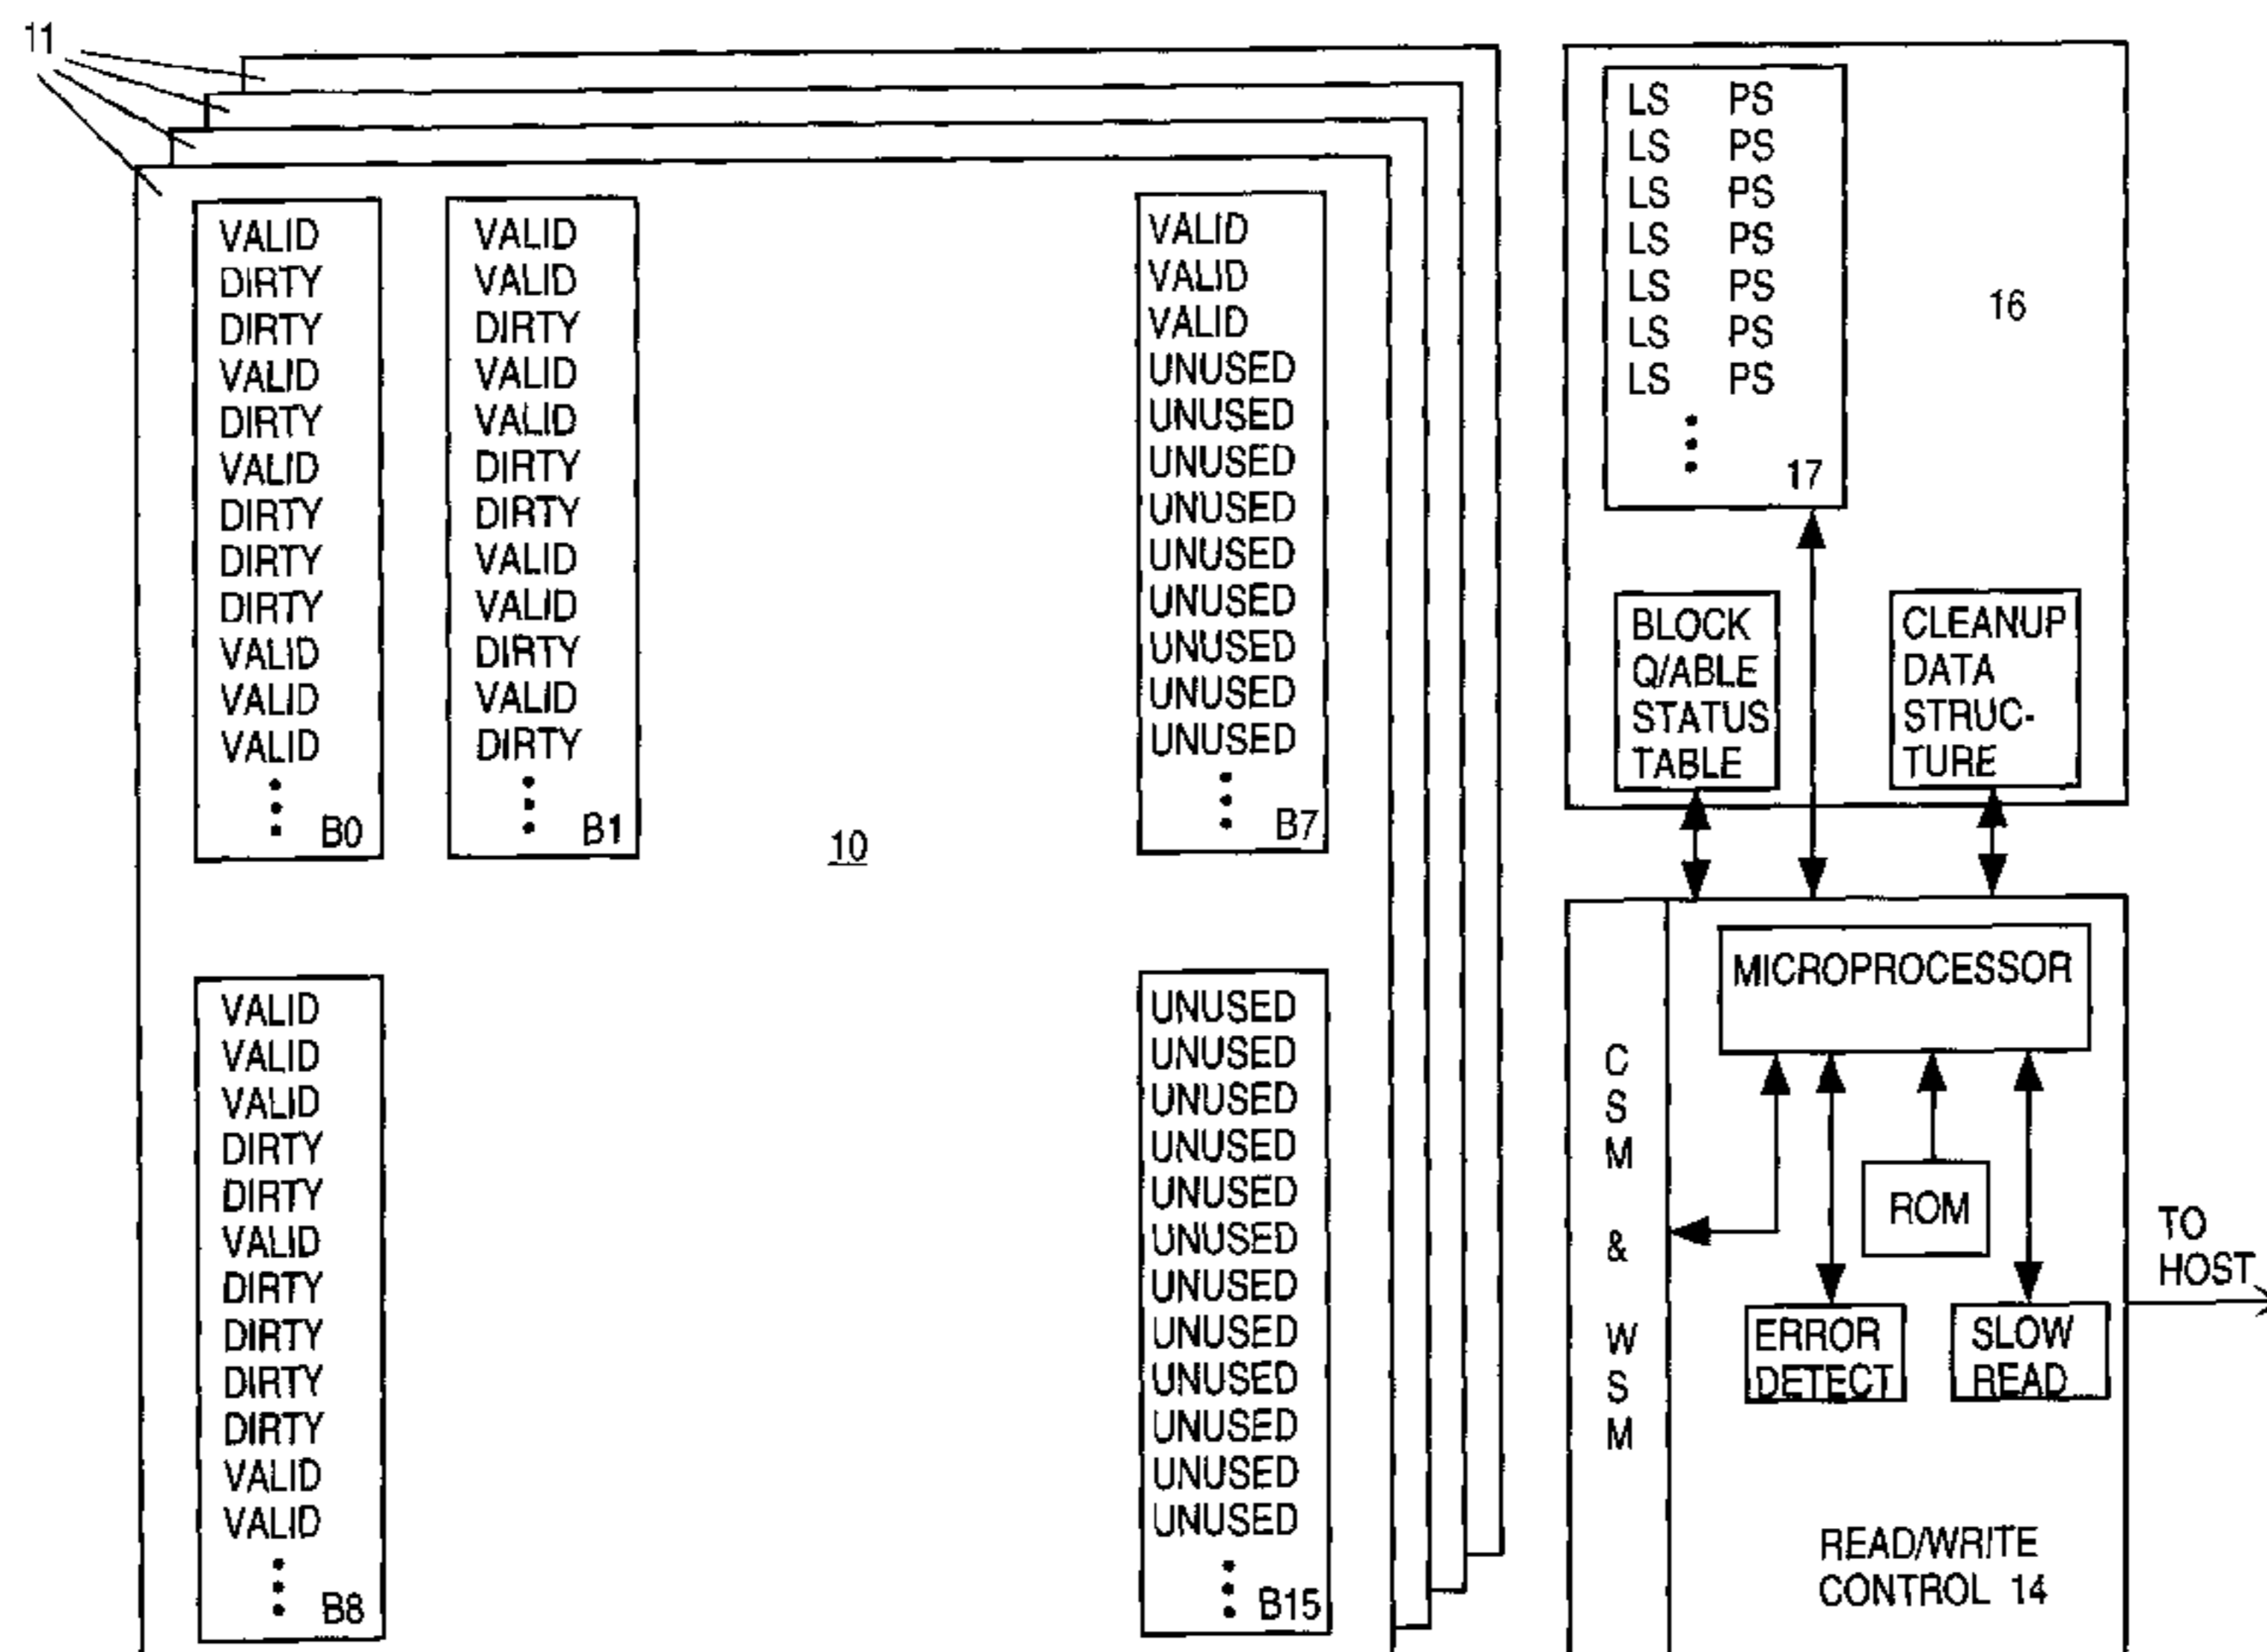 11
VALID
DIRTY
DIRTY
VALID
DIRTY
VALID
DIRTY
DIRTY
DIRTY
VALID
VALID
VALID
B0
VALID
VALID
DIRTY
VALID
VALID
DIRTY
DIRTY
VALID
VALID
DIRTY
VALID
DIRTY
B1
10
VALID
VALID
VALID
UNUSED
UNUSED
UNUSED
UNUSED
UNUSED
UNUSED
UNUSED
UNUSED
UNUSED
B7
VALID
VALID
VALID
DIRTY
DIRTY
VALID
DIRTY
DIRTY
DIRTY
DIRTY
VALID
VALID
B8
UNUSED
UNUSED
UNUSED
UNUSED
UNUSED
UNUSED
UNUSED
UNUSED
UNUSED
UNUSED
UNUSED
UNUSED
B15
LS PS
LS PS
LS PS
LS PS
LS PS
LS PS
LS PS
17
16
BLOCK
Q/ABLE
STATUS
TABLE
CLEANUP
DATA
STRUC-
TURE
CSM & WSM
MICROPROCESSOR
ROM
ERROR
DETECT
SLOW
READ
READ/WRITE
CONTROL 14
TO
HOST